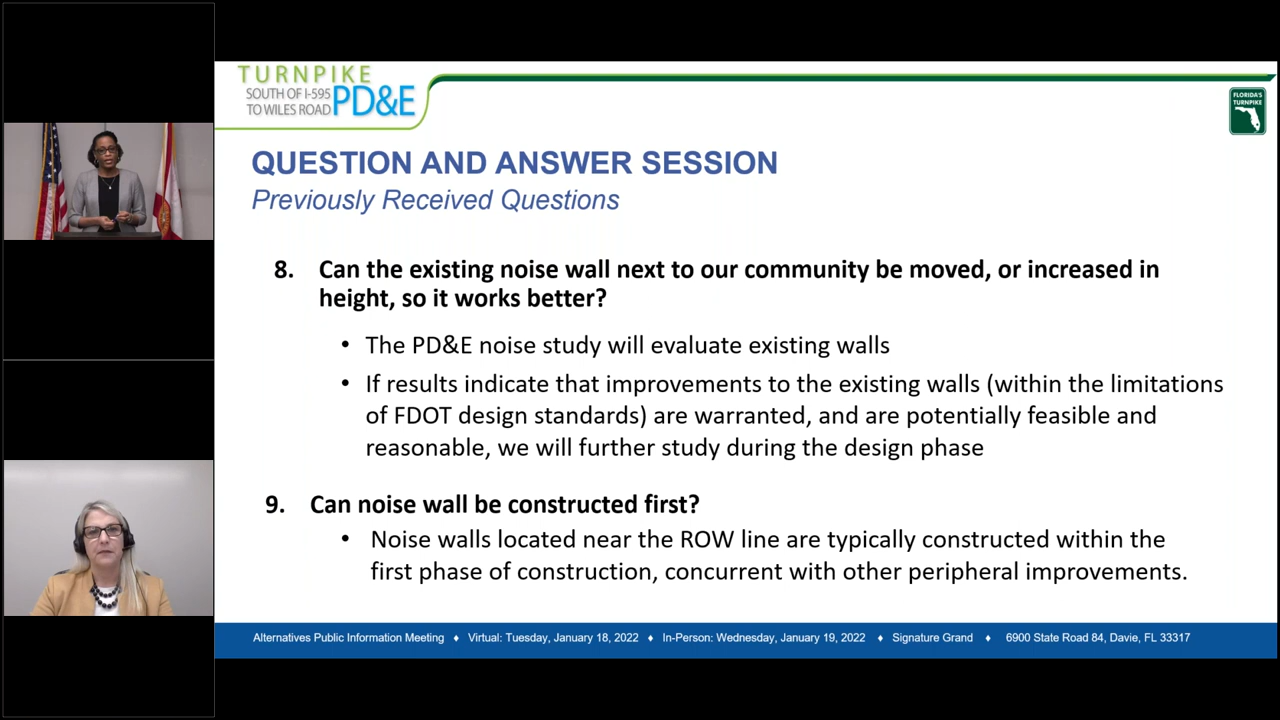 TURNPIKE
SOUTH OF I-595
TO WILES ROAD
PD&E
FLORIDA'S
TURNPIKE
QUESTION AND ANSWER SESSION
Previously Received Questions
8. Can the existing noise wall next to our community be moved, or increased in
height, so it works better?
• The PD&E noise study will evaluate existing walls
• If results indicate that improvements to the existing walls (within the limitations
of FDOT design standards) are warranted, and are potentially feasible and
reasonable, we will further study during the design phase
9. Can noise wall be constructed first?
• Noise walls located near the ROW line are typically constructed within the
first phase of construction, concurrent with other peripheral improvements.
Alternatives Public Information Meeting ♦ Virtual: Tuesday, January 18, 2022 ♦ In-Person: Wednesday, January 19, 2022 ♦ Signature Grand ♦ 6900 State Road 84, Davie, FL 33317